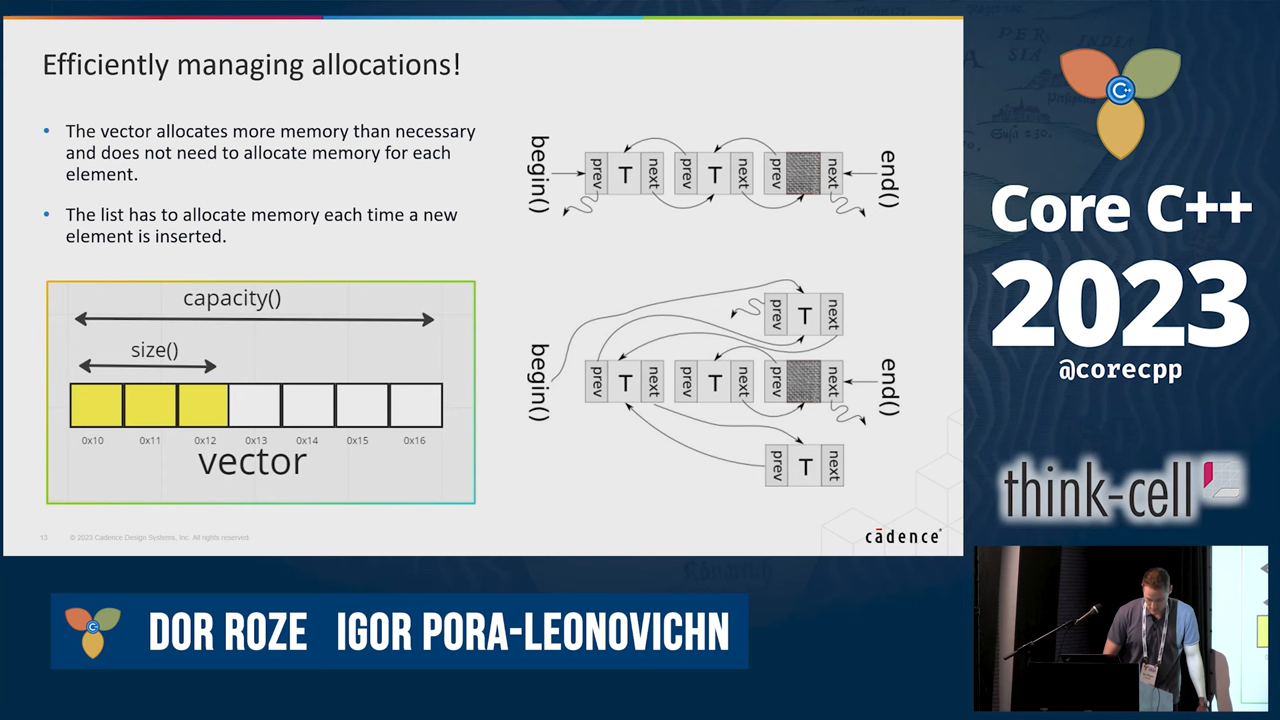 Efficiently managing allocations!
• The vector allocates more memory than necessary
and does not need to allocate memory for each
element.
• The list has to allocate memory each time a new
element is inserted.
capacity()
size()
0x10 0x11 0x12 0x13 0x14 0x15 0x16
vector
begin()
prev T next prev T next prev next
end()
prev T next
begin()
prev T next prev T next prev next
end()
prev T next
13 © 2023 Cadence Design Systems, Inc. All rights reserved.
cādence
C++
Core C++
2023
@corecpp
think-cell
C++
DOR ROZE IGOR PORA-LEONOVICHN